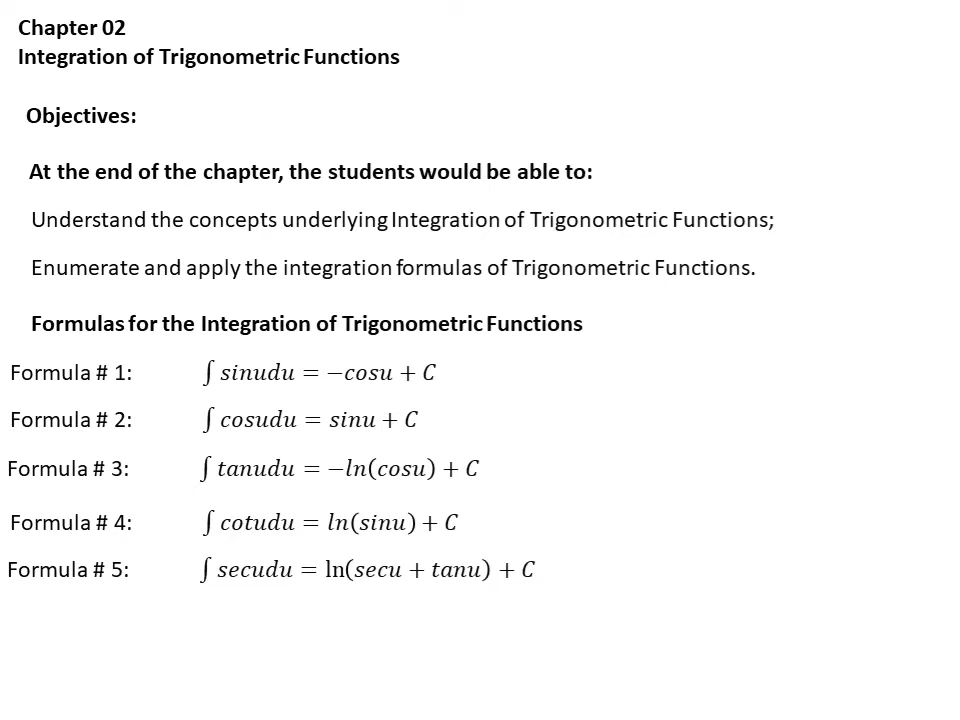 Chapter 02
Integration of Trigonometric Functions
Objectives:
At the end of the chapter, the students would be able to:
Understand the concepts underlying Integration of Trigonometric Functions;
Enumerate and apply the integration formulas of Trigonometric Functions.
Formulas for the Integration of Trigonometric Functions
Formula # 1: ∫ sinudu = −cosu + C
Formula # 2: ∫ cosudu = sinu + C
Formula # 3: ∫ tanudu = −ln(cosu) + C
Formula # 4: ∫ cotudu = ln(sinu) + C
Formula # 5: ∫ secudu = ln(secu + tanu) + C